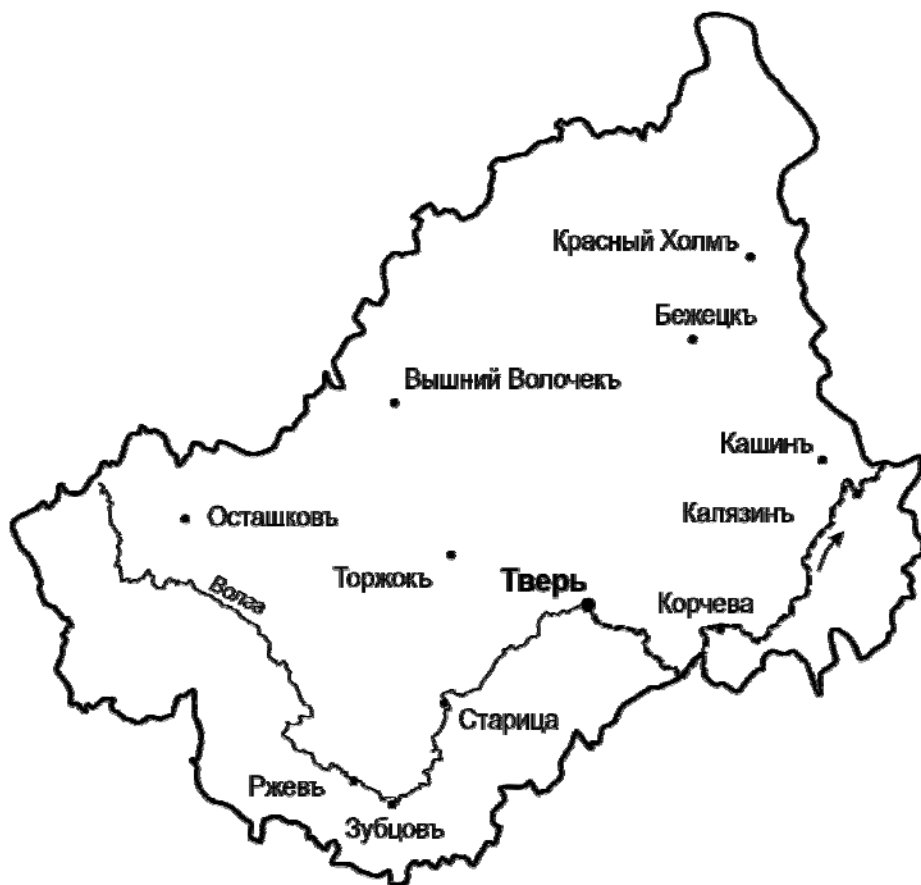 Красный Холмъ
Бежецкъ
Вышний Волочекъ
Кашинъ
Осташковъ
Калязинъ
Торжокъ
Волга
Тверь
Корчева
Старица
Ржевъ
Зубцовъ